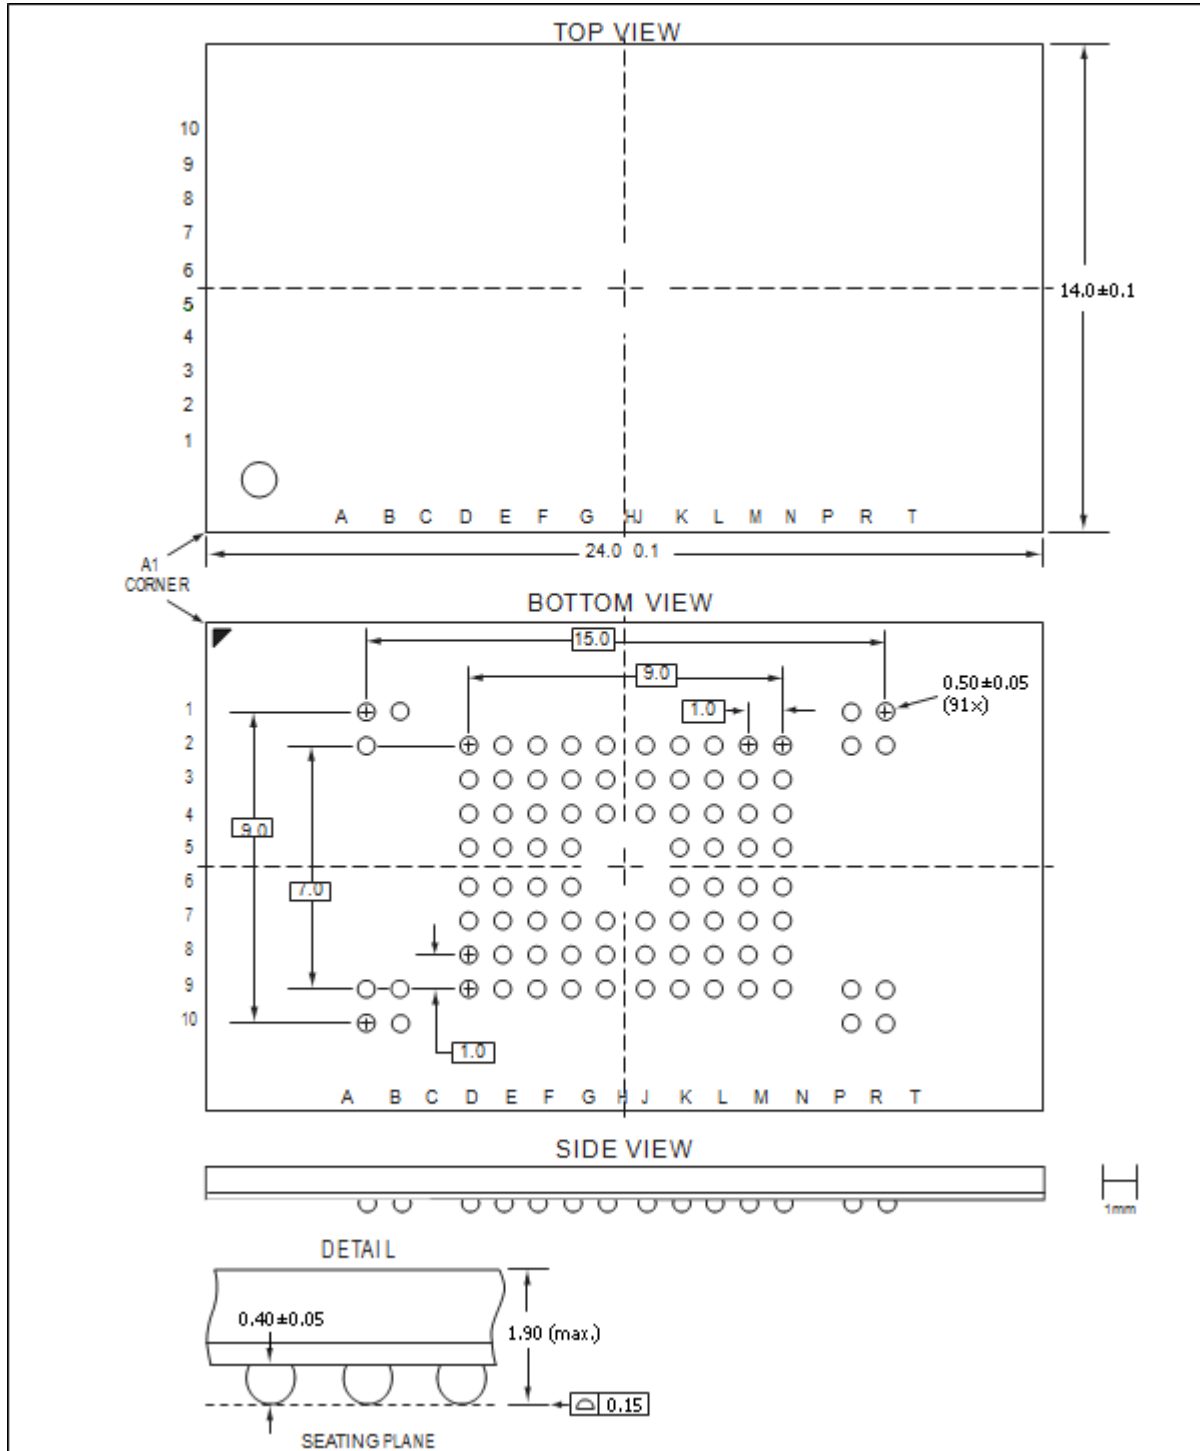 TOP VIEW
10
9
8
7
6
5
4
3
2
1
14.0±0.1
A B C D E F G HJ K L M N P R T
24.0 0.1
A1
CORNER
BOTTOM VIEW
15.0
9.0
1.0
0.50±0.05
(91x)
1
2
3
4
5
6
7
8
9
10
9.0
7.0
1.0
A B C D E F G H J K L M N P R T
SIDE VIEW
1mm
DETAIL
0.40±0.05
1.90 (max.)
0.15
SEATING PLANE